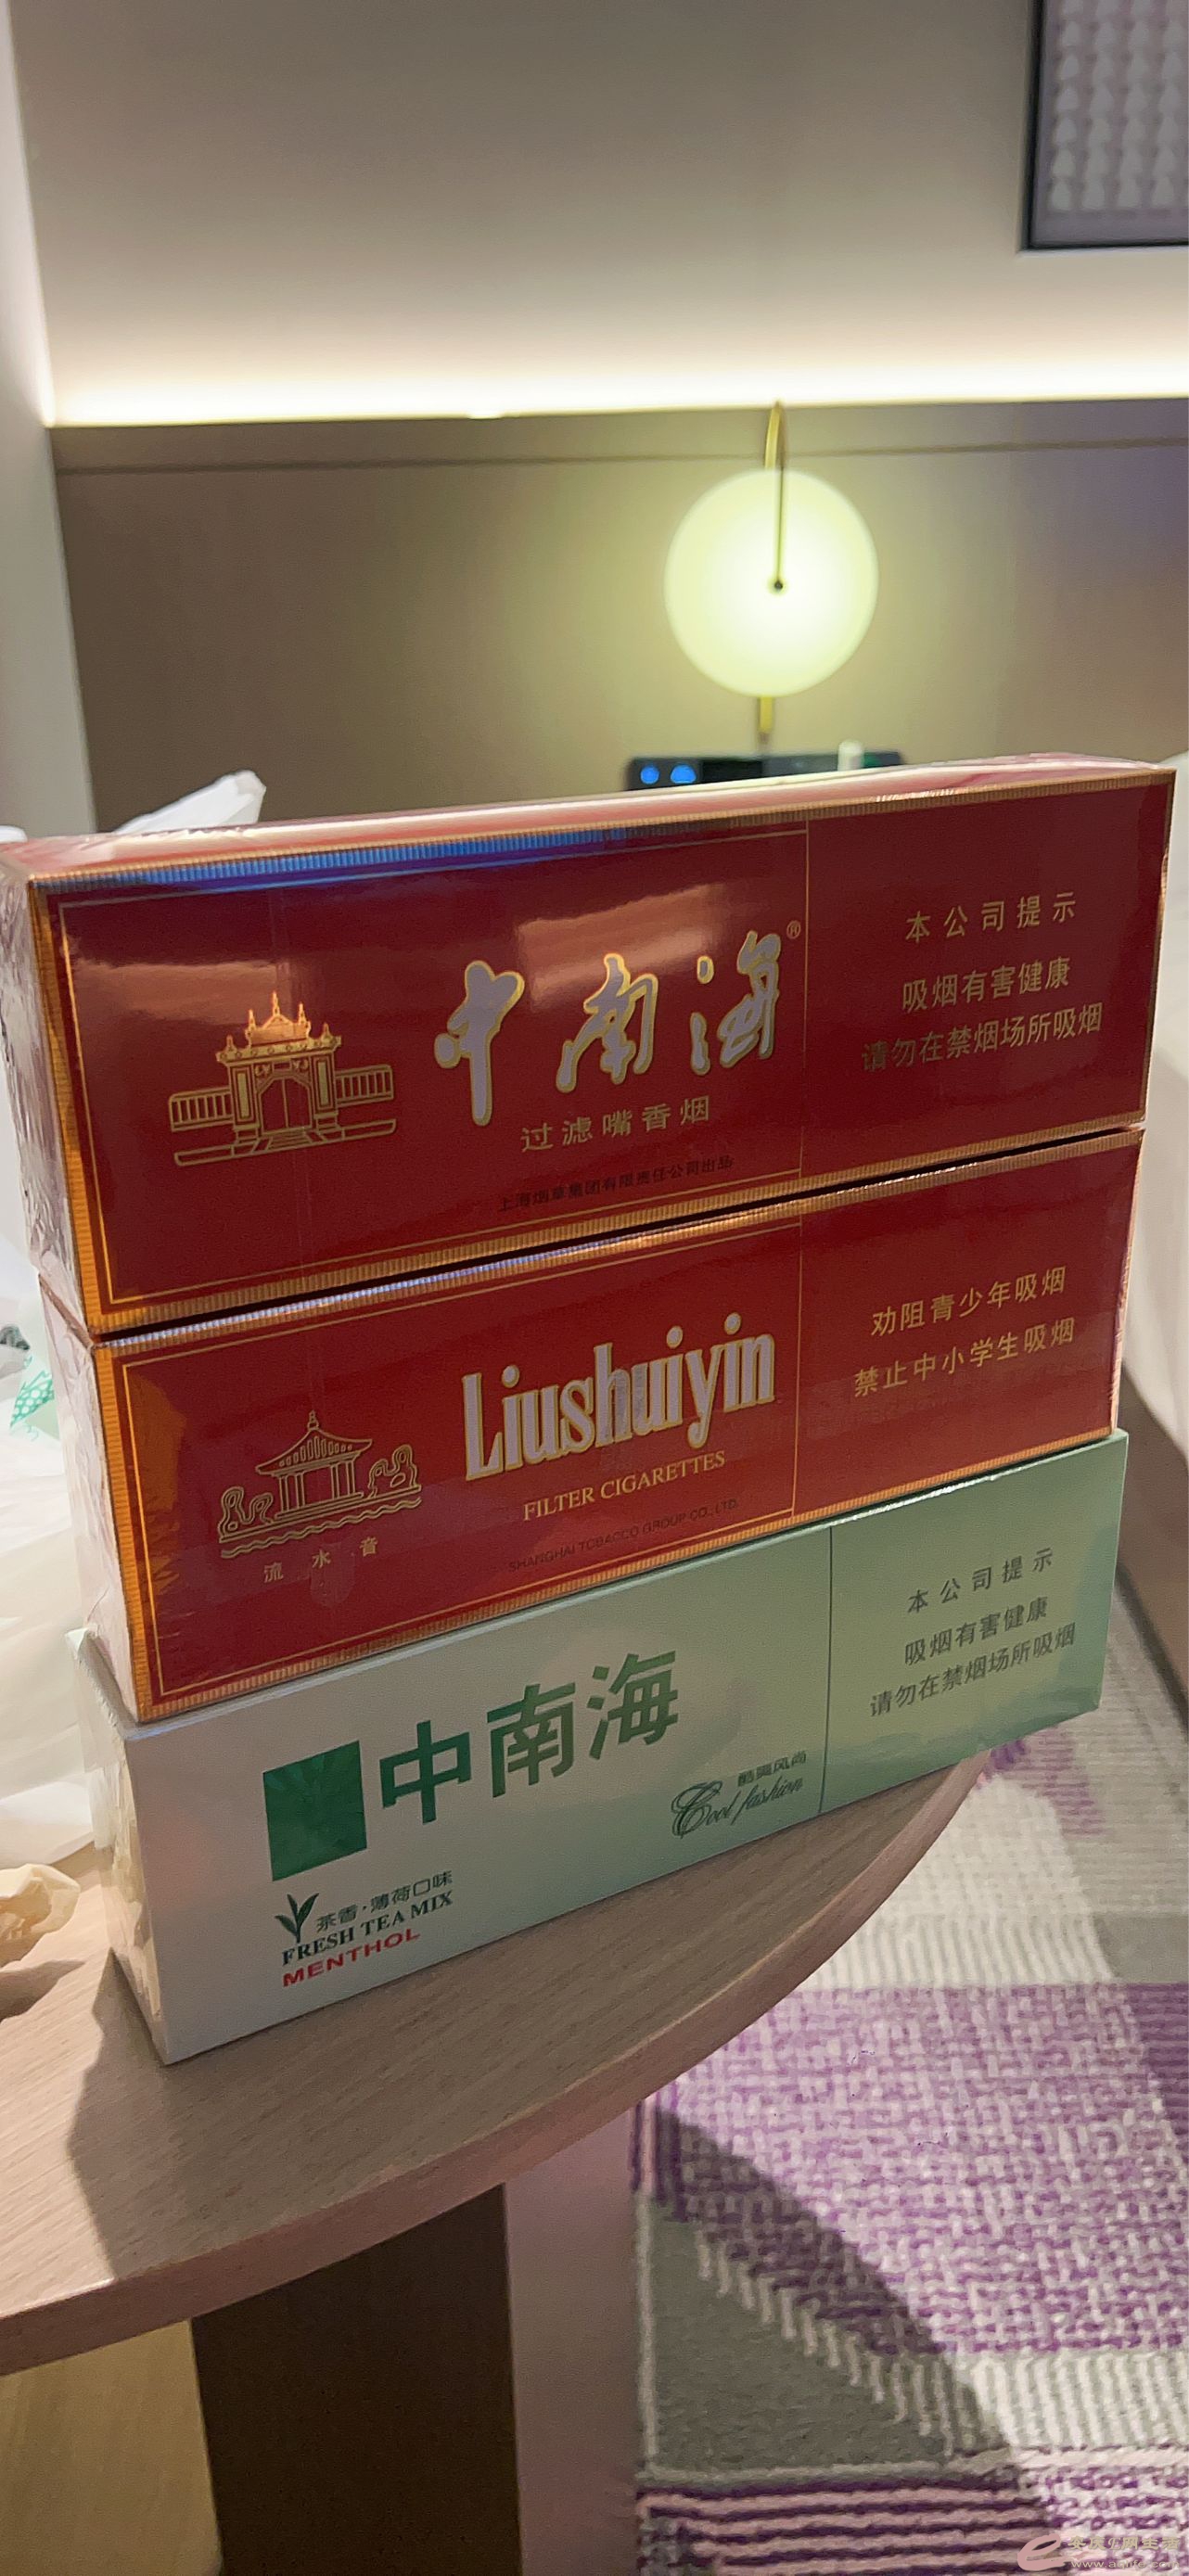 中南海®
过滤嘴香烟
上海烟草集团有限责任公司出品
本公司提示
吸烟有害健康
请勿在禁烟场所吸烟
流水音
Liushuiyin
FILTER CIGARETTES
SHANGHAI TOBACCO GROUP CO., LTD.
劝阻青少年吸烟
禁止中小学生吸烟
中南海
酷爽风尚
Cool fashion
茶香·薄荷口味
FRESH TEA MIX
MENTHOL
本公司提示
吸烟有害健康
请勿在禁烟场所吸烟